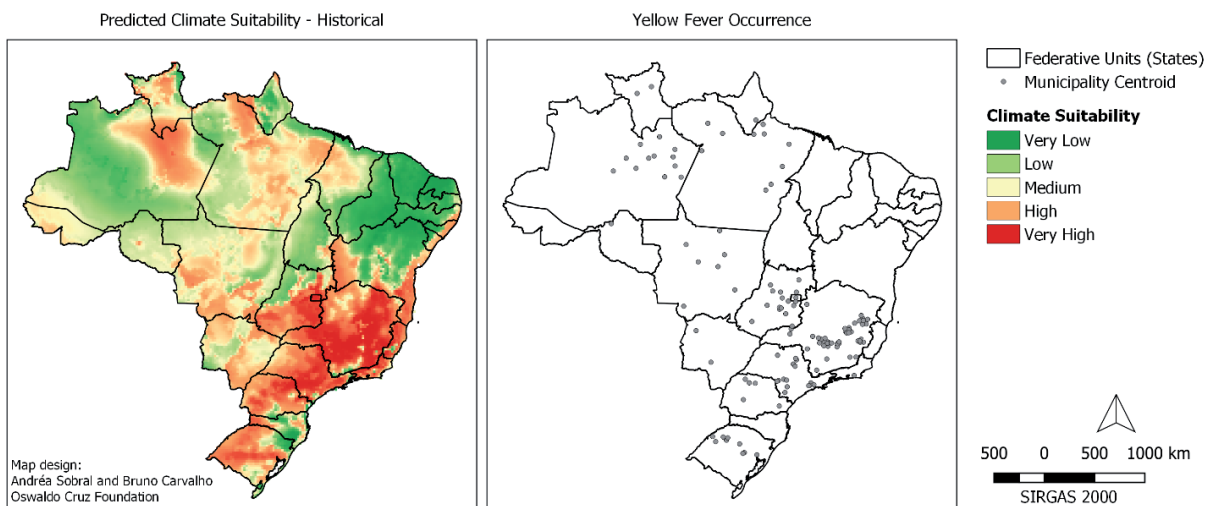 Predicted Climate Suitability - Historical
Yellow Fever Occurrence
Federative Units (States)
Municipality Centroid
Climate Suitability
Very Low
Low
Medium
High
Very High
Map design:
Andréa Sobral and Bruno Carvalho
Oswaldo Cruz Foundation
500 0 500 1000 km
SIRGAS 2000